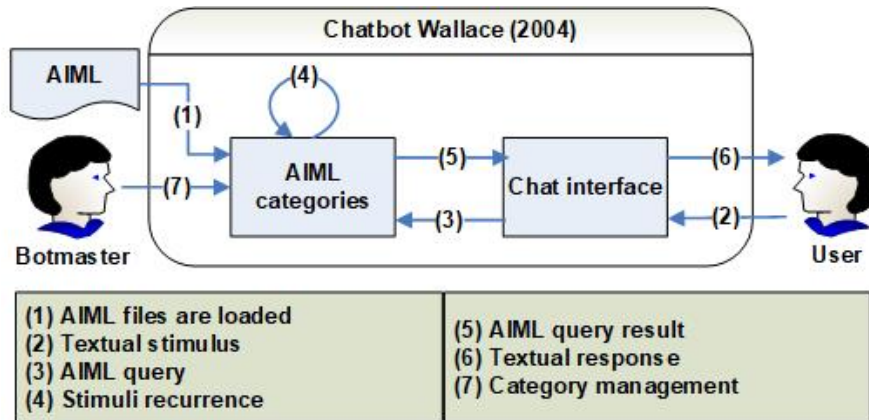 Chatbot Wallace (2004)
AIML
(4)
(1)
AIML
categories
(5)
Chat interface
(6)
(7)
(3)
(2)
Botmaster
User
(1) AIML files are loaded
(2) Textual stimulus
(3) AIML query
(4) Stimuli recurrence
(5) AIML query result
(6) Textual response
(7) Category management